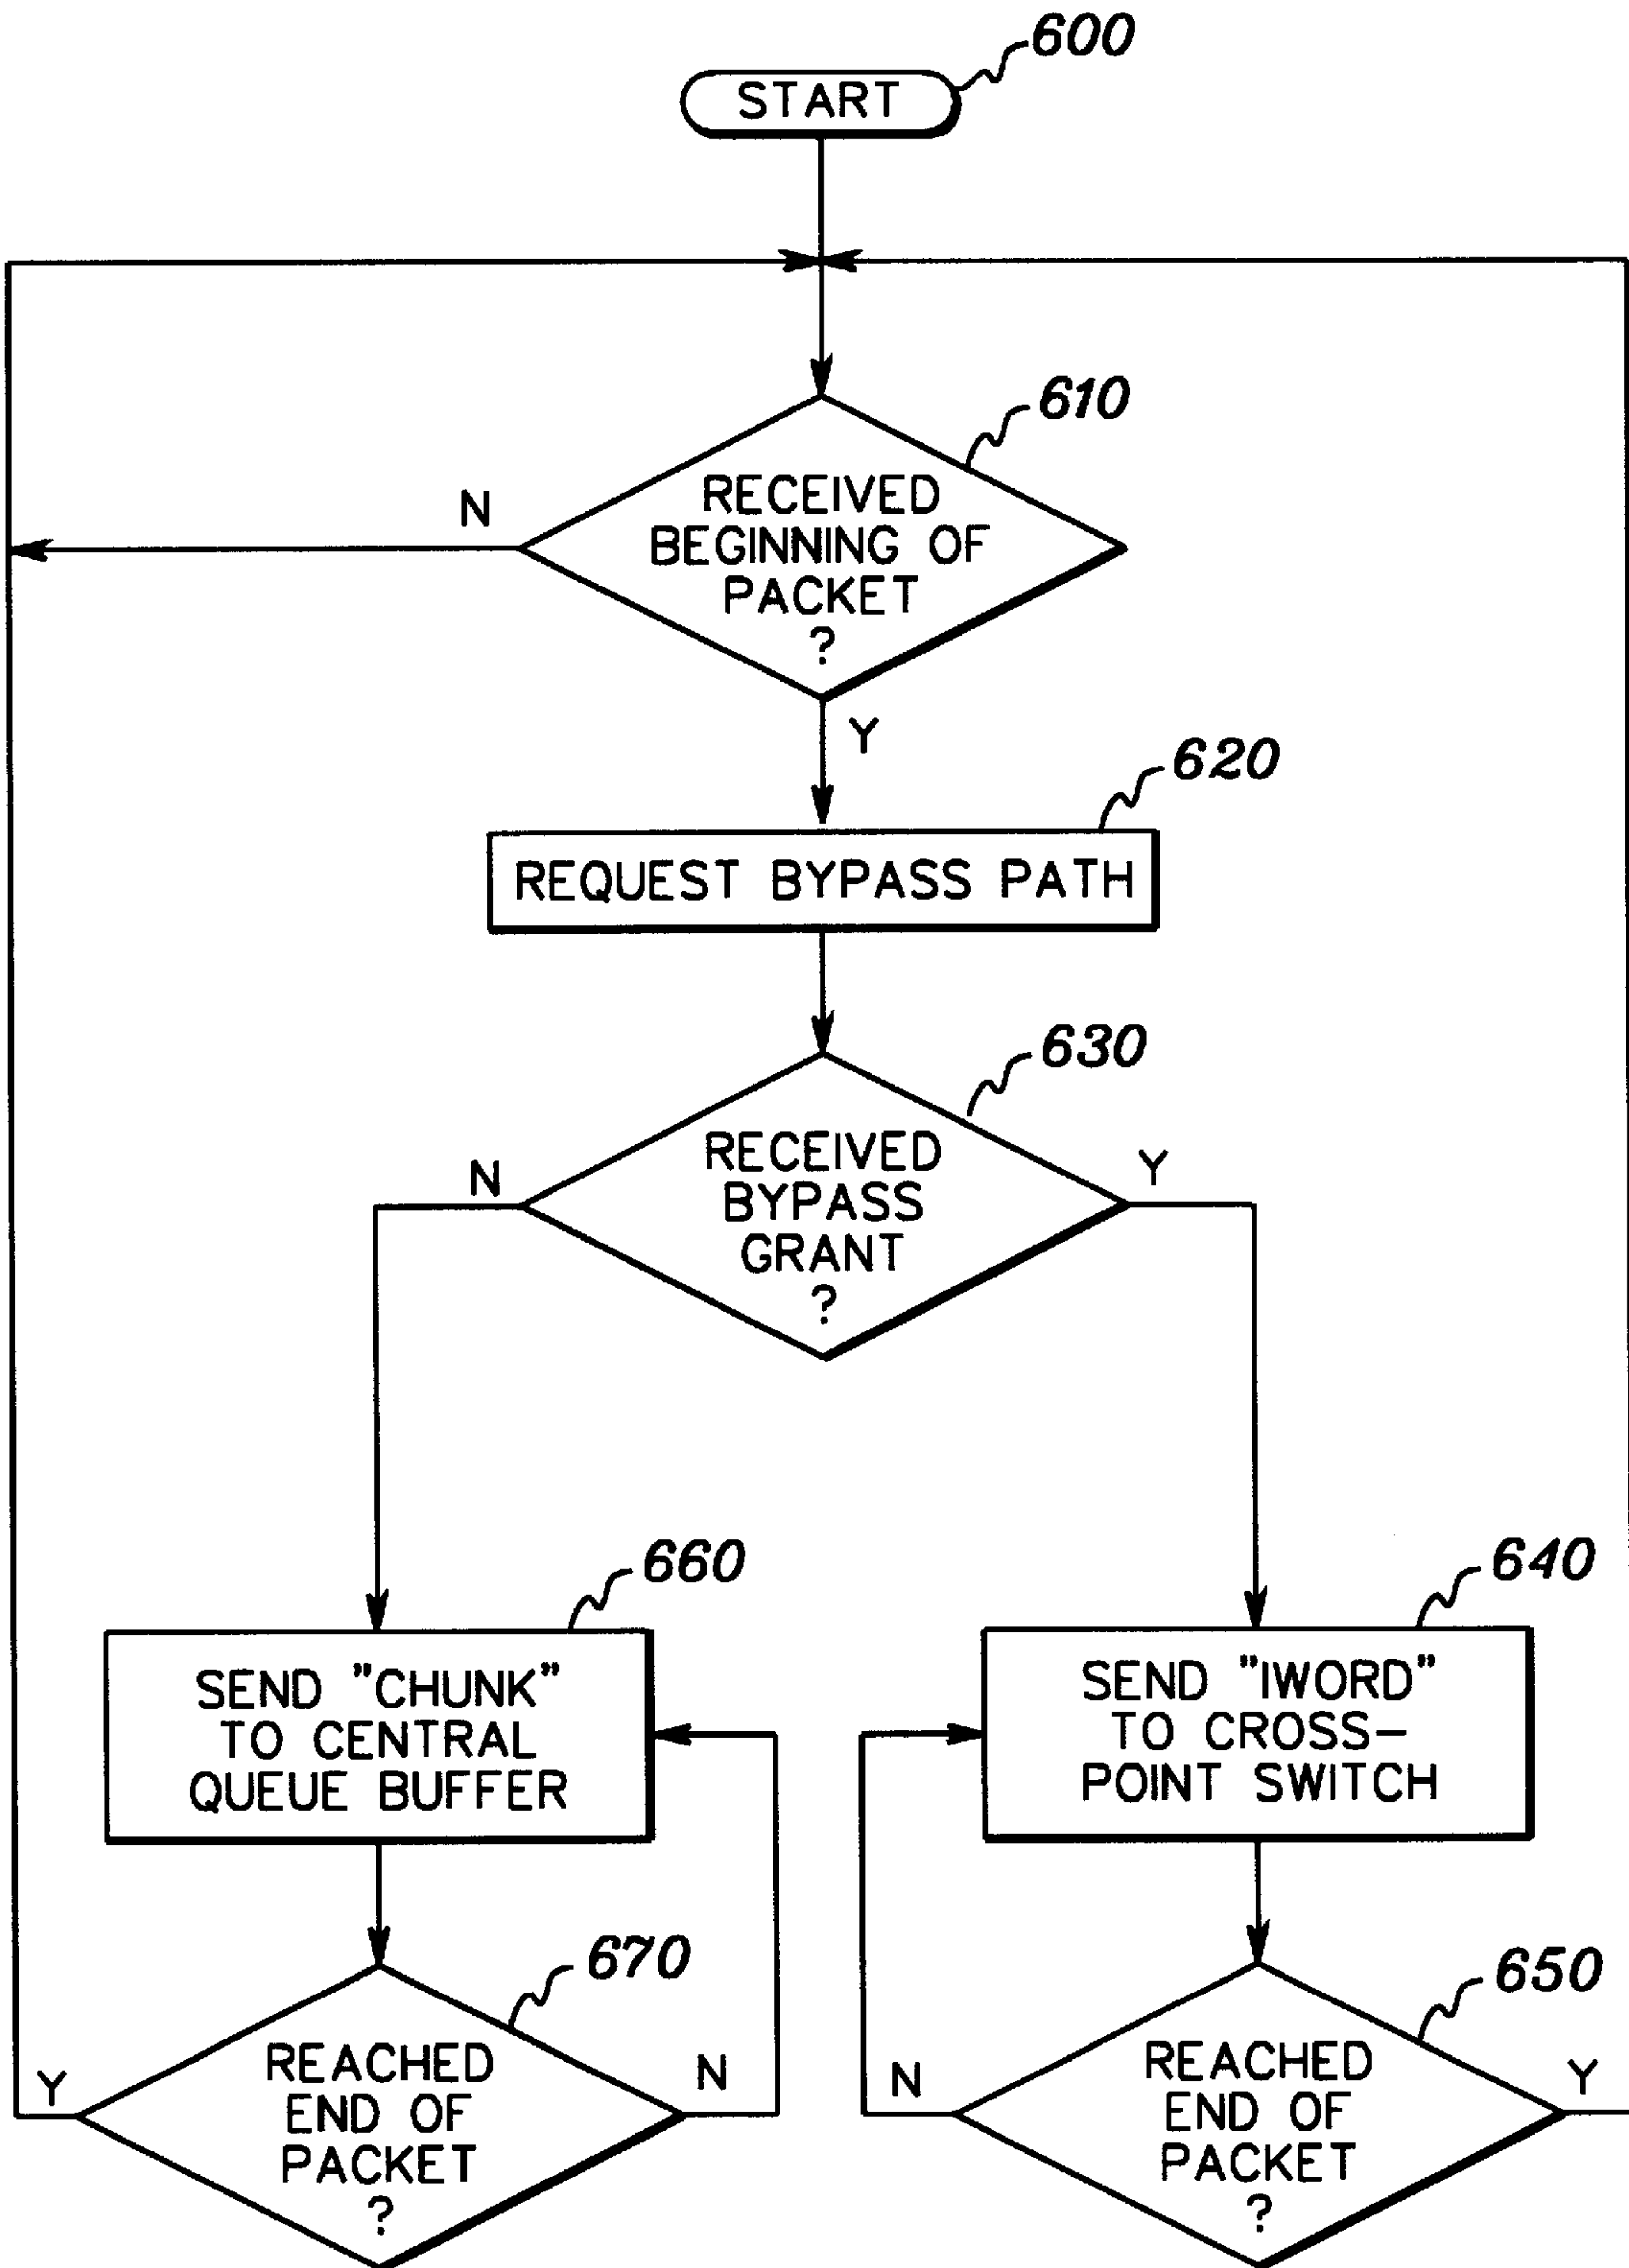 600
START
610
RECEIVED
BEGINNING OF
PACKET
?
N
Y
620
REQUEST BYPASS PATH
630
RECEIVED
BYPASS
GRANT
?
N
Y
660
SEND "CHUNK"
TO CENTRAL
QUEUE BUFFER
640
SEND "IWORD"
TO CROSS-
POINT SWITCH
670
REACHED
END OF
PACKET
?
Y
N
650
REACHED
END OF
PACKET
?
N
Y